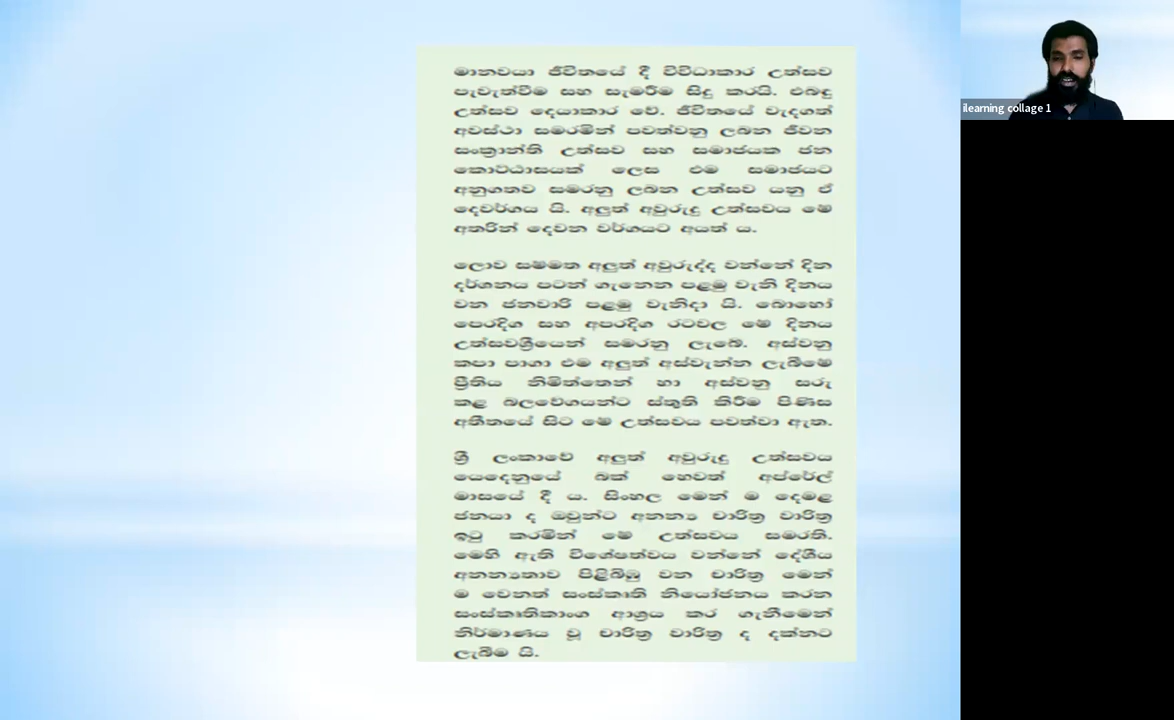 මානවයා ජීවිතයේ දී විවිධාකාර උත්සව
පැවැත්වීම සහ සැමරීම සිදු කරයි. එබඳු
උත්සව දෙයාකාර වේ. ජීවිතයේ වැදගත්
අවස්ථා සමරමින් පවත්වනු ලබන ජීවන
සංක්‍රාන්ති උත්සව සහ සමාජයක ජන
කොට්ඨාසයක් ලෙස එම සමාජයට
අනුගතව සමරනු ලබන උත්සව යනු ඒ
දෙවර්ගය යි. අලුත් අවුරුදු උත්සවය මේ
අතරින් දෙවන වර්ගයට අයත් ය.
ලොව සම්මත අලුත් අවුරුද්ද වන්නේ දින
දර්ශනය පටන් ගැනෙන පළමු වැනි දිනය
වන ජනවාරි පළමු වැනිදා යි. බොහෝ
පෙරදිග සහ අපරදිග රටවල මේ දිනය
උත්සවශ්‍රීයෙන් සමරනු ලැබේ. අස්වනු
කපා පාගා එම අලුත් අස්වැන්න ලැබීමේ
ප්‍රීතිය නිමිත්තෙන් හා අස්වනු සරු
කළ බලවේගයන්ට ස්තුති කිරීම පිණිස
අතීතයේ සිට මේ උත්සවය පවත්වා ඇත.
ශ්‍රී ලංකාවේ අලුත් අවුරුදු උත්සවය
යෙදෙනුයේ බක් හෙවත් අප්රේල්
මාසයේ දී ය. සිංහල මෙන් ම දෙමළ
ජනයා ද ඔවුන්ට අනන්‍ය චාරිත්‍ර වාරිත්‍ර
ඉටු කරමින් මේ උත්සවය සමරති.
මෙහි ඇති විශේෂත්වය වන්නේ දේශීය
අනන්‍යතාව පිළිබිඹු වන චාරිත්‍ර මෙන්
ම වෙනත් සංස්කෘති නියෝජනය කරන
සංස්කෘතිකාංග ආශ්‍රය කර ගැනීමෙන්
නිර්මාණය වූ චාරිත්‍ර වාරිත්‍ර ද දක්නට
ලැබීම යි.
ilearning collage 1